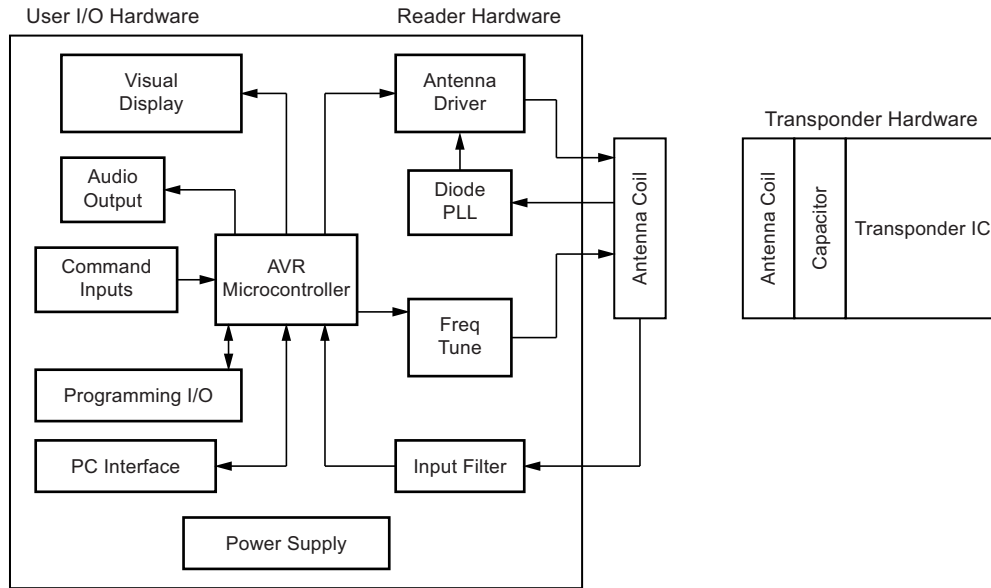 User I/O Hardware
Reader Hardware
Visual
Display
Antenna
Driver
Transponder Hardware
Audio
Output
Diode
PLL
Antenna Coil
Antenna Coil
Capacitor
Transponder IC
Command
Inputs
AVR
Microcontroller
Freq
Tune
Programming I/O
PC Interface
Input Filter
Power Supply